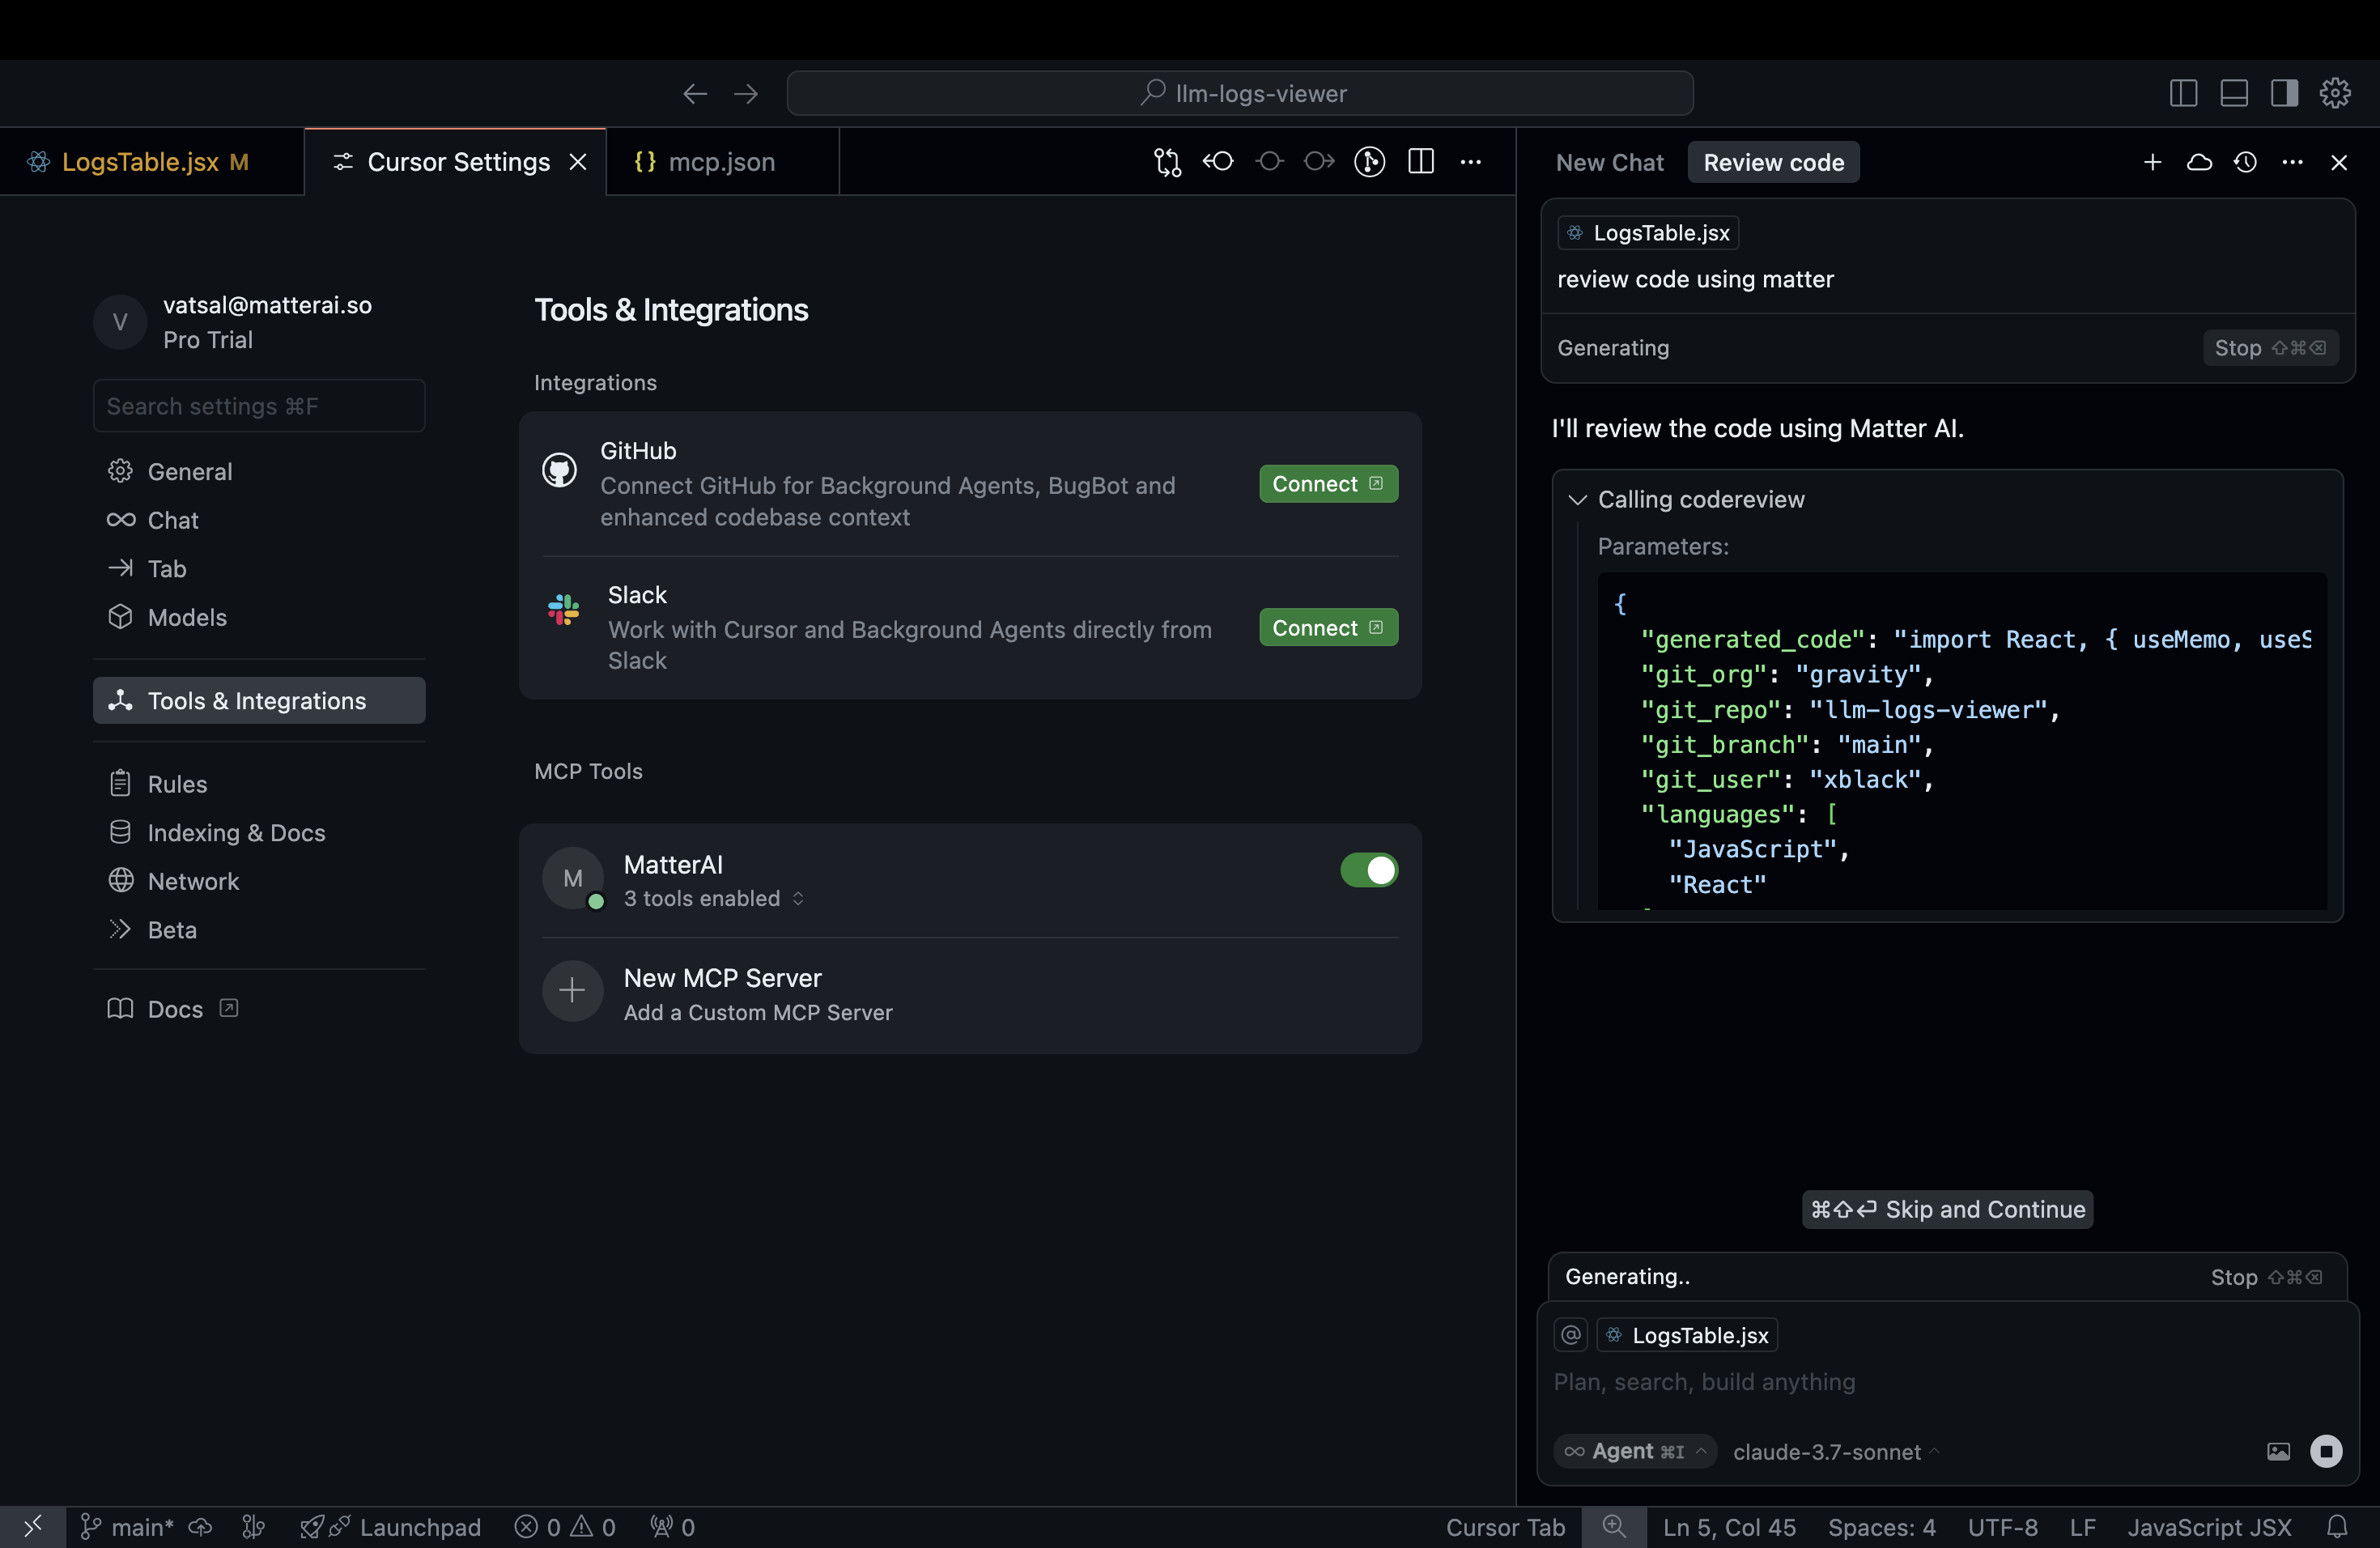 llm-logs-viewer
LogsTable.jsx M
Cursor Settings
{} mcp.json
New Chat
Review code
V
vatsal@matterai.so
Pro Trial
Search settings ⌘F
General
Chat
Tab
Models
Tools & Integrations
Rules
Indexing & Docs
Network
Beta
Docs
Tools & Integrations
Integrations
GitHub
Connect GitHub for Background Agents, BugBot and
enhanced codebase context
Connect
Slack
Work with Cursor and Background Agents directly from
Slack
Connect
MCP Tools
M
MatterAI
3 tools enabled
New MCP Server
Add a Custom MCP Server
LogsTable.jsx
review code using matter
Generating
Stop ⇧⌘⌫
I'll review the code using Matter AI.
Calling codereview
Parameters:
{
"generated_code": "import React, { useMemo, useS
"git_org": "gravity",
"git_repo": "llm-logs-viewer",
"git_branch": "main",
"git_user": "xblack",
"languages": [
"JavaScript",
"React"
⌘⇧⏎ Skip and Continue
Generating..
Stop ⇧⌘⌫
@ LogsTable.jsx
Plan, search, build anything
∞ Agent ⌘I
claude-3.7-sonnet
main*
Launchpad
0
0
0
Cursor Tab
Ln 5, Col 45
Spaces: 4
UTF-8
LF
JavaScript JSX